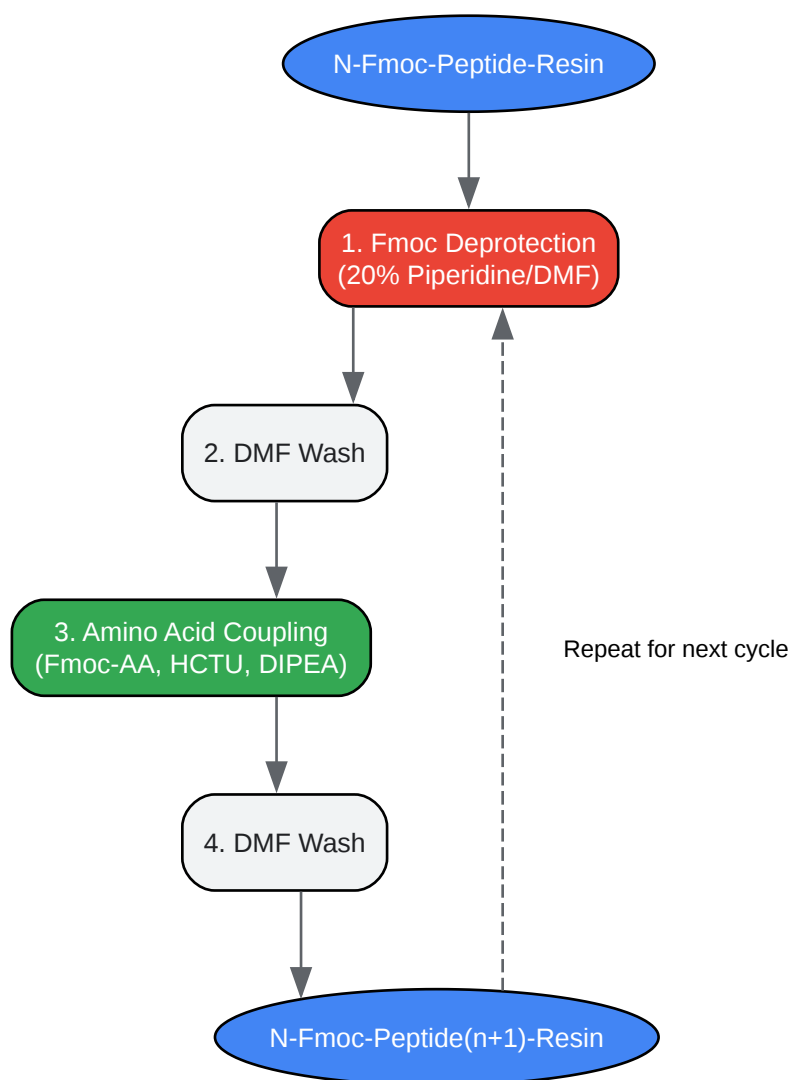 N-Fmoc-Peptide-Resin
1. Fmoc Deprotection
(20% Piperidine/DMF)
2. DMF Wash
3. Amino Acid Coupling
(Fmoc-AA, HCTU, DIPEA)
Repeat for next cycle
4. DMF Wash
N-Fmoc-Peptide(n+1)-Resin